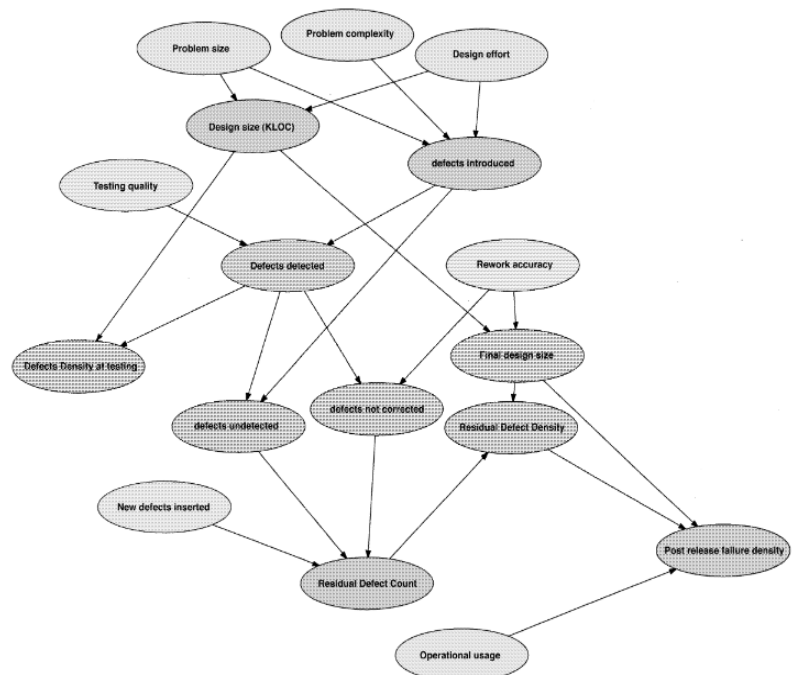 Problem complexity
Problem size
Design effort
Design size (KLOC)
defects introduced
Testing quality
Defects detected
Rework accuracy
Final design size
Defects Density at testing
defects not corrected
defects undetected
Residual Defect Density
New defects inserted
Post release failure density
Residual Defect Count
Operational usage